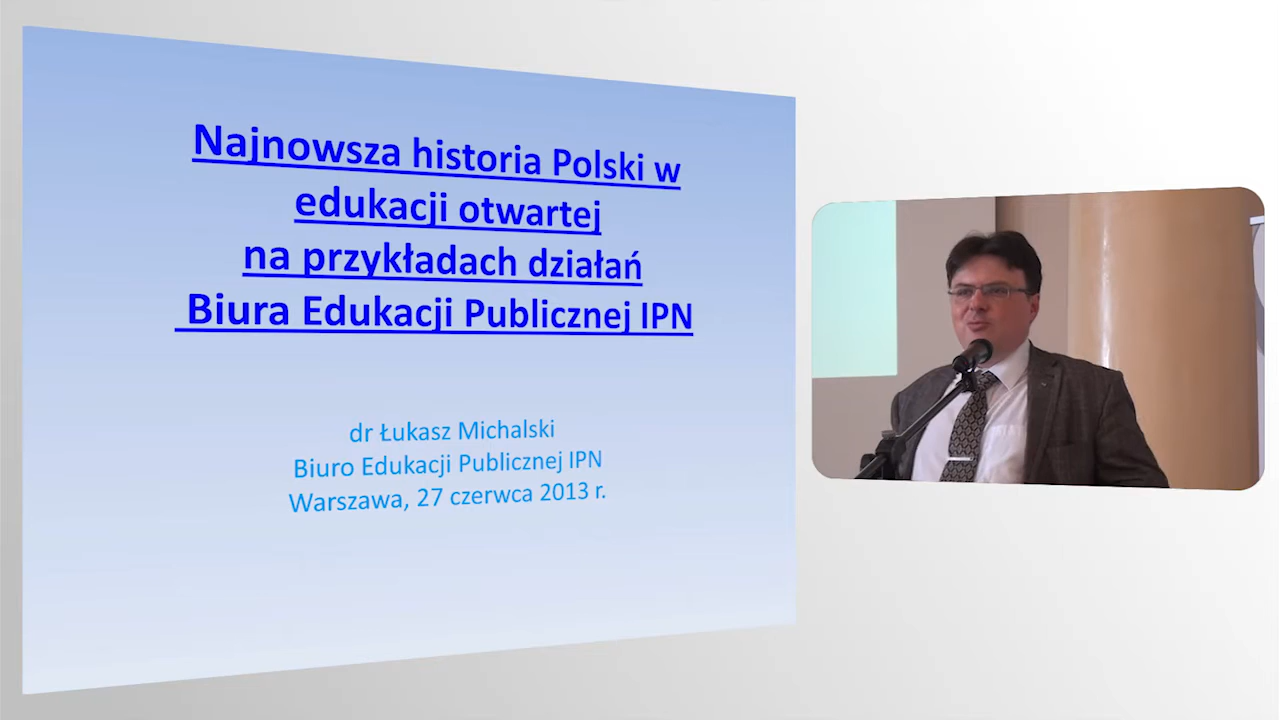 Najnowsza historia Polski w
edukacji otwartej
na przykładach działań
Biura Edukacji Publicznej IPN
dr Łukasz Michalski
Biuro Edukacji Publicznej IPN
Warszawa, 27 czerwca 2013 r.